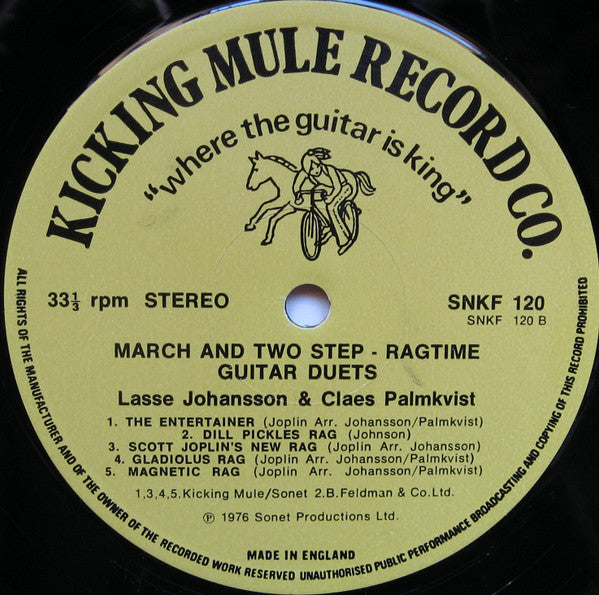 KICKING MULE RECORD CO.
"where the guitar is king"
33⅓ rpm STEREO
SNKF 120
SNKF 120 B
MARCH AND TWO STEP - RAGTIME
GUITAR DUETS
Lasse Johansson & Claes Palmkvist
1. THE ENTERTAINER (Joplin Arr. Johansson/Palmkvist)
2. DILL PICKLES RAG (Johnson)
3. SCOTT JOPLIN'S NEW RAG (Joplin Arr. Johansson)
4. GLADIOLUS RAG (Joplin Arr. Johansson/Palmkvist)
5. MAGNETIC RAG (Joplin Arr. Johansson/Palmkvist)
1,3,4,5.Kicking Mule/Sonet 2.B.Feldman & Co.Ltd.
℗ 1976 Sonet Productions Ltd.
MADE IN ENGLAND
ALL RIGHTS OF THE MANUFACTURER AND OF THE OWNER OF THE RECORDED WORK RESERVED UNAUTHORISED PUBLIC PERFORMANCE BROADCASTING AND COPYING OF THIS RECORD PROHIBITED